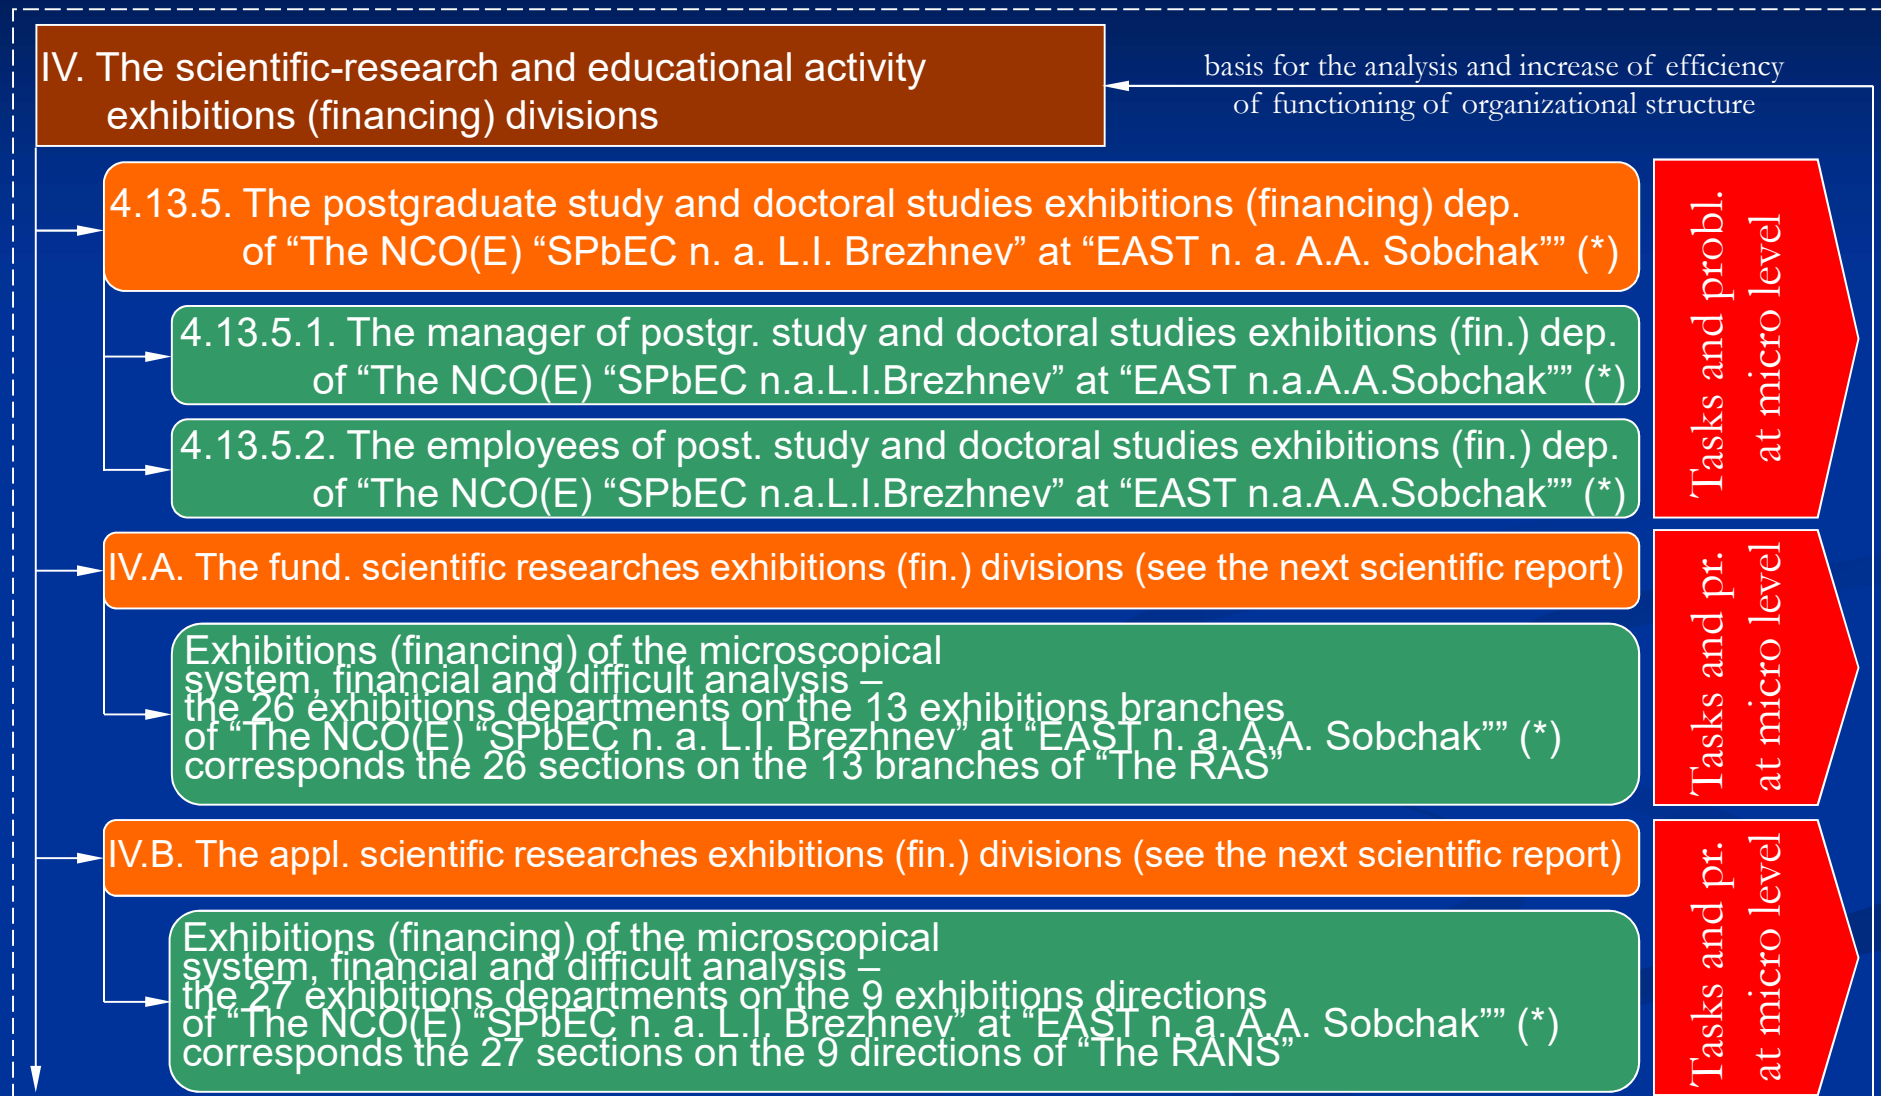 IV. The scientific-research and educational activity
exhibitions (financing) divisions
basis for the analysis and increase of efficiency
of functioning of organizational structure
4.13.5. The postgraduate study and doctoral studies exhibitions (financing) dep.
of “The NCO(E) “SPbEC n. a. L.I. Brezhnev” at “EAST n. a. A.A. Sobchak”” (*)
4.13.5.1. The manager of postgr. study and doctoral studies exhibitions (fin.) dep.
of “The NCO(E) “SPbEC n.a.L.I.Brezhnev” at “EAST n.a.A.A.Sobchak”” (*)
4.13.5.2. The employees of post. study and doctoral studies exhibitions (fin.) dep.
of “The NCO(E) “SPbEC n.a.L.I.Brezhnev” at “EAST n.a.A.A.Sobchak”” (*)
Tasks and probl.
at micro level
IV.A. The fund. scientific researches exhibitions (fin.) divisions (see the next scientific report)
Exhibitions (financing) of the microscopical
system, financial and difficult analysis –
the 26 exhibitions departments on the 13 exhibitions branches
of “The NCO(E) “SPbEC n. a. L.I. Brezhnev” at “EAST n. a. A.A. Sobchak”” (*)
corresponds the 26 sections on the 13 branches of “The RAS”
Tasks and pr.
at micro level
IV.B. The appl. scientific researches exhibitions (fin.) divisions (see the next scientific report)
Exhibitions (financing) of the microscopical
system, financial and difficult analysis –
the 27 exhibitions departments on the 9 exhibitions directions
of “The NCO(E) “SPbEC n. a. L.I. Brezhnev” at “EAST n. a. A.A. Sobchak”” (*)
corresponds the 27 sections on the 9 directions of “The RANS”
Tasks and pr.
at micro level